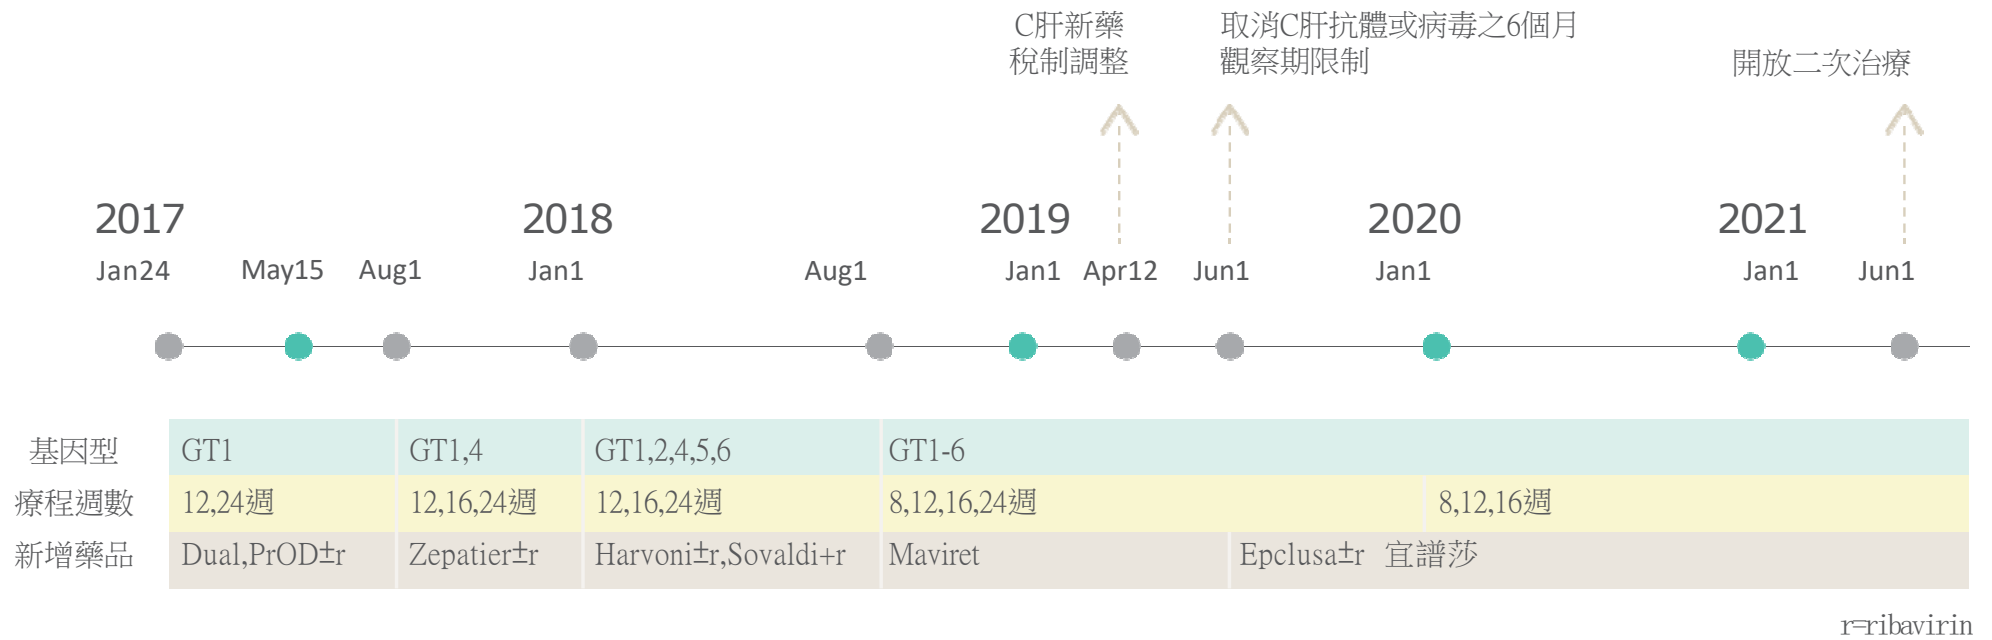 C肝新藥
稅制調整
取消C肝抗體或病毒之6個月
觀察期限制
開放二次治療
2017
2018
2019
2020
2021
Jan24
May15
Aug1
Jan1
Aug1
Jan1
Apr12
Jun1
Jan1
Jan1
Jun1
基因型
GT1
GT1,4
GT1,2,4,5,6
GT1-6
療程週數
12,24週
12,16,24週
12,16,24週
8,12,16,24週
8,12,16週
新增藥品
Dual,PrOD±r
Zepatier±r
Harvoni±r,Sovaldi+r
Maviret
Epclusa±r 宜譜莎
r=ribavirin